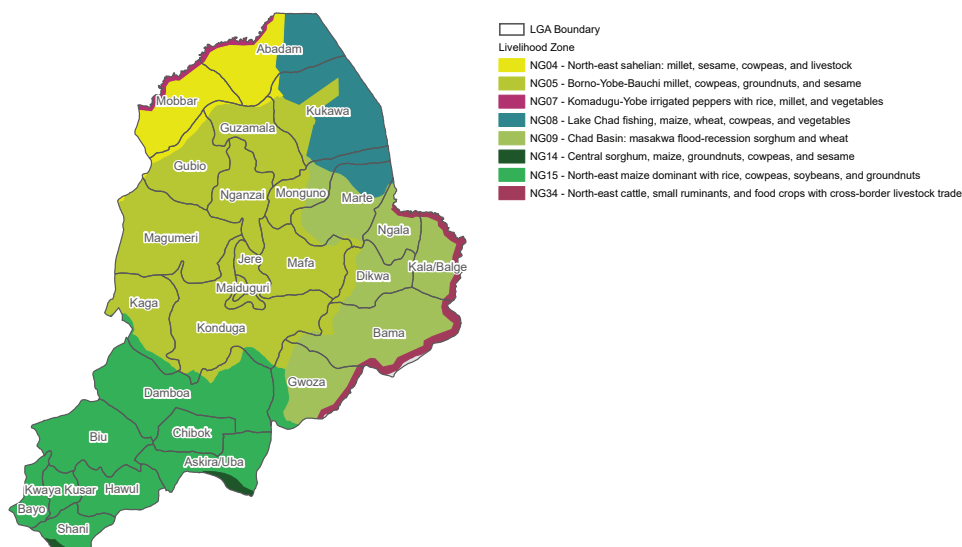 LGA Boundary
Livelihood Zone
NG04 - North-east sahelian: millet, sesame, cowpeas, and livestock
NG05 - Borno-Yobe-Bauchi millet, cowpeas, groundnuts, and sesame
NG07 - Komadugu-Yobe irrigated peppers with rice, millet, and vegetables
NG08 - Lake Chad fishing, maize, wheat, cowpeas, and vegetables
NG09 - Chad Basin: masakwa flood-recession sorghum and wheat
NG14 - Central sorghum, maize, groundnuts, cowpeas, and sesame
NG15 - North-east maize dominant with rice, cowpeas, soybeans, and groundnuts
NG34 - North-east cattle, small ruminants, and food crops with cross-border livestock trade
Abadam
Mobbar
Kukawa
Guzamala
Gubio
Nganzai
Monguno
Marte
Ngala
Magumeri
Jere
Mafa
Kala/Balge
Dikwa
Maiduguri
Kaga
Konduga
Bama
Gwoza
Damboa
Chibok
Biu
Askira/Uba
Kwaya Kusar
Hawul
Bayo
Shani